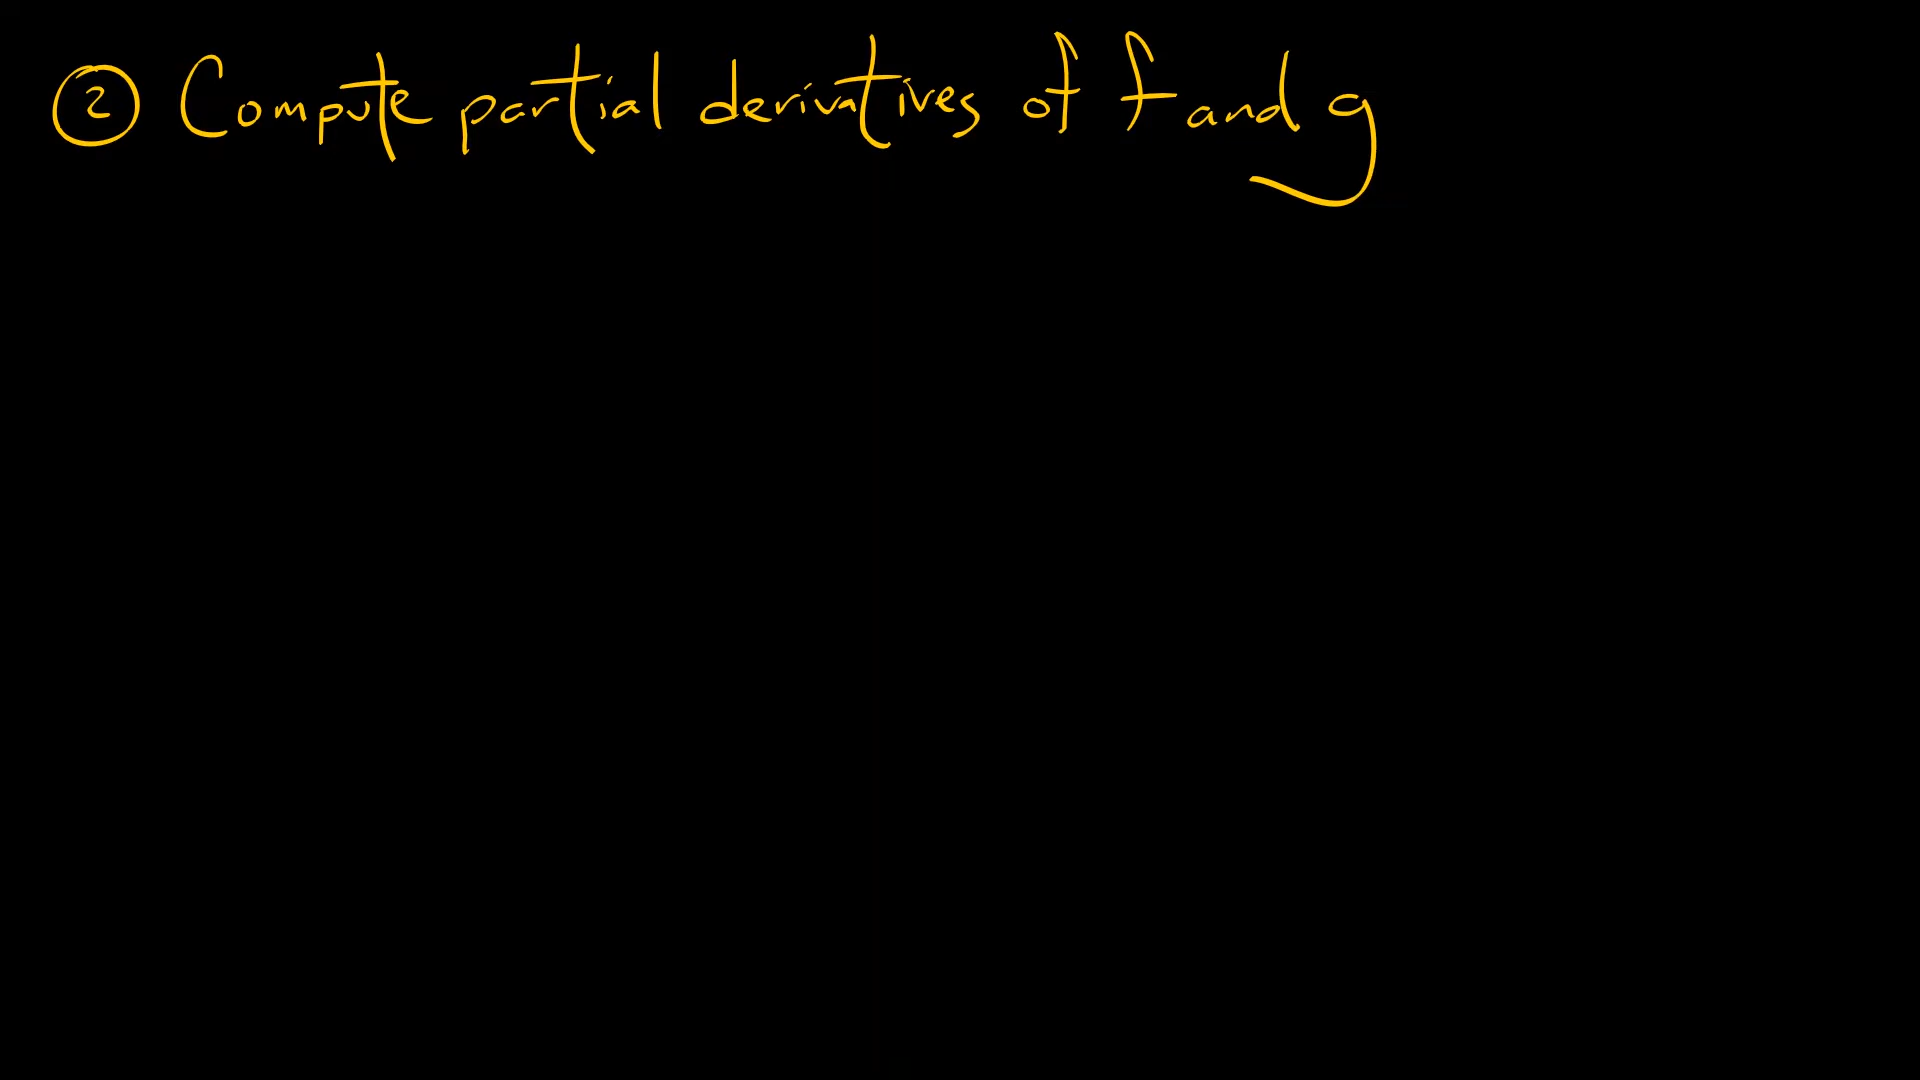 ② Compute partial derivatives of f and g